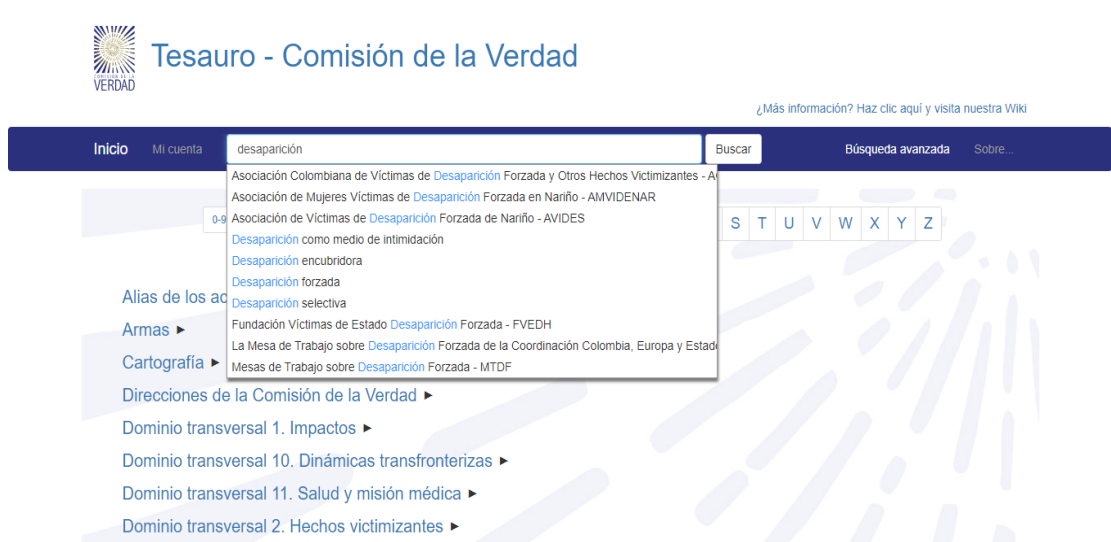 COMISIÓN DE LA
VERDAD
Tesauro - Comisión de la Verdad
¿Más información? Haz clic aquí y visita nuestra Wiki
Inicio Mi cuenta desaparición Buscar Búsqueda avanzada Sobre...
Asociación Colombiana de Víctimas de Desaparición Forzada y Otros Hechos Victimizantes -
Asociación de Mujeres Víctimas de Desaparición Forzada en Nariño - AMVIDENAR
Asociación de Víctimas de Desaparición Forzada de Nariño - AVIDES
Desaparición como medio de intimidación
Desaparición encubridora
Desaparición forzada
Desaparición selectiva
Fundación Víctimas de Estado Desaparición Forzada - FVEDH
La Mesa de Trabajo sobre Desaparición Forzada de la Coordinación Colombia, Europa y Estad
Mesas de Trabajo sobre Desaparición Forzada - MTDF
0-9 S T U V W X Y Z
Alias de los ac
Armas ►
Cartografía ►
Direcciones de la Comisión de la Verdad ►
Dominio transversal 1. Impactos ►
Dominio transversal 10. Dinámicas transfronterizas ►
Dominio transversal 11. Salud y misión médica ►
Dominio transversal 2. Hechos victimizantes ►